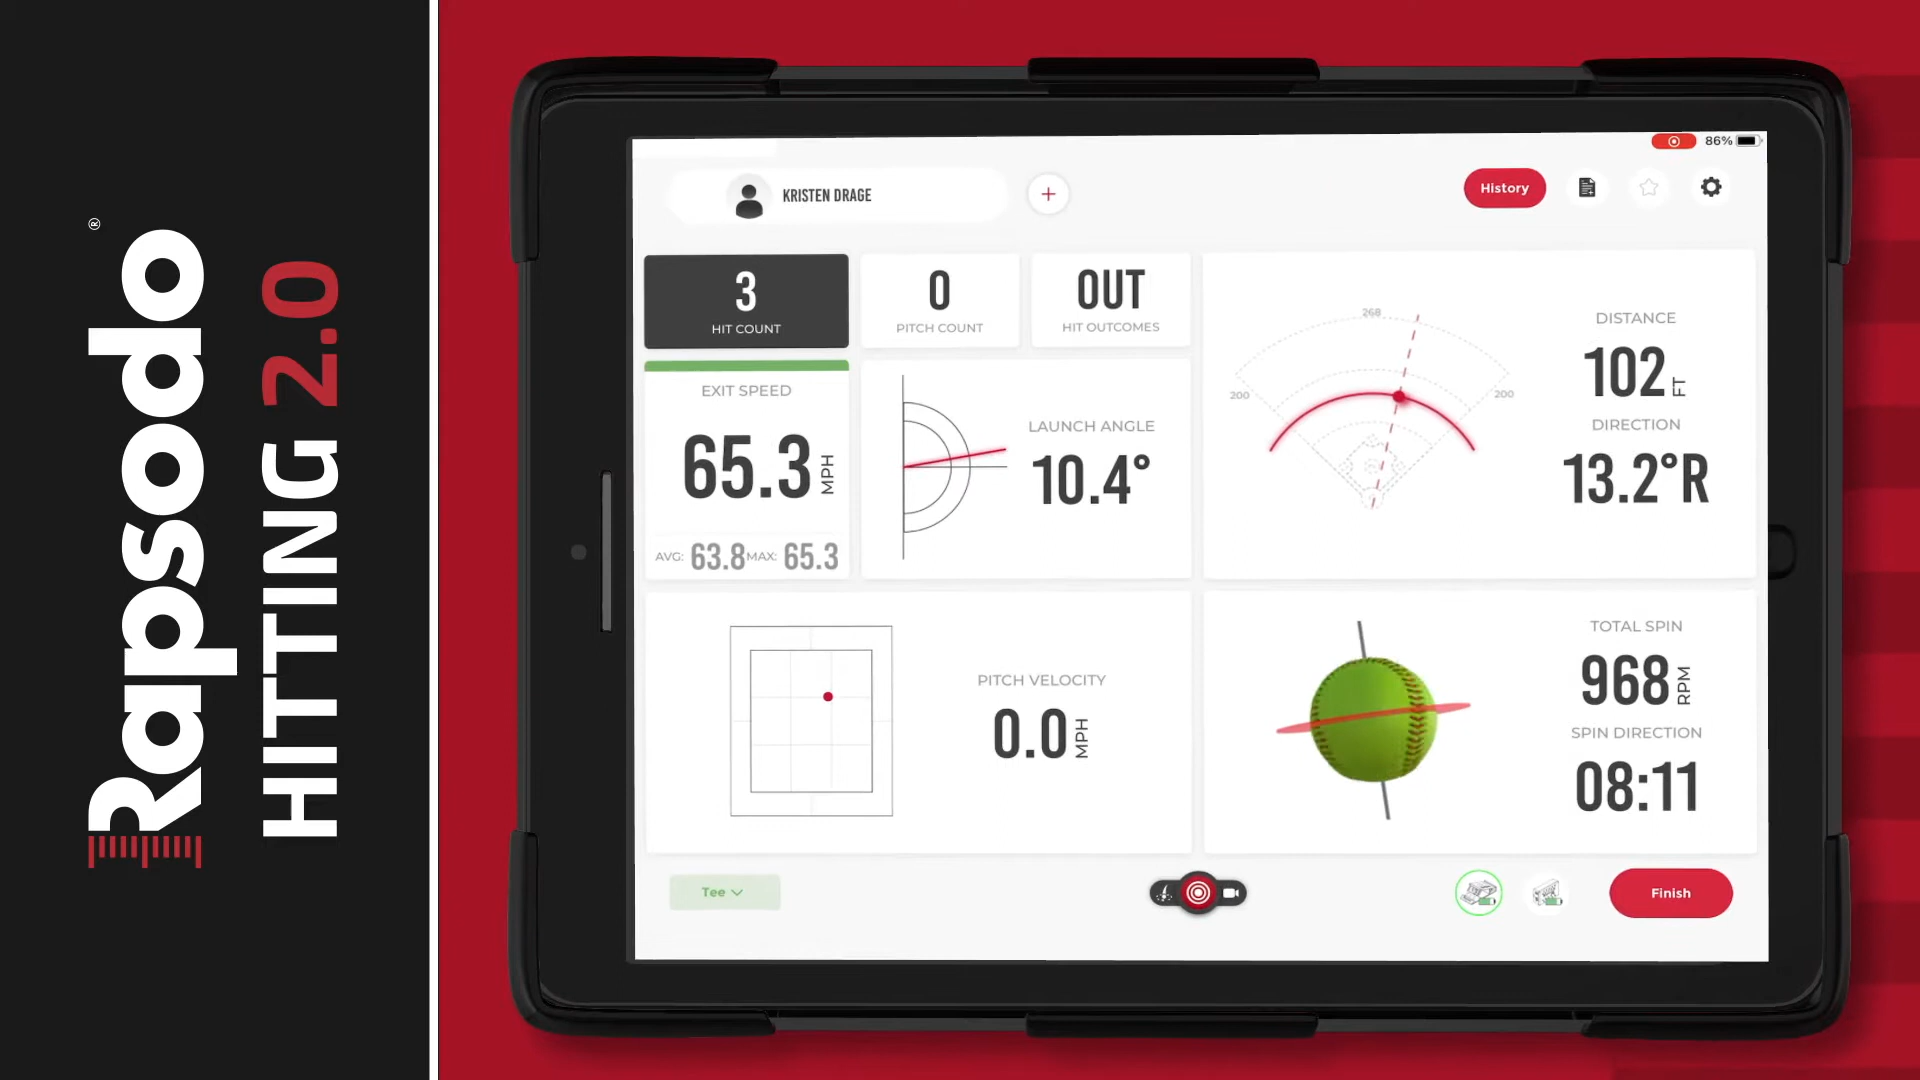 Rapsodo®
HITTING 2.0
86%
KRISTEN DRAGE
+
History
3
HIT COUNT
0
PITCH COUNT
OUT
HIT OUTCOMES
EXIT SPEED
65.3 MPH
AVG: 63.8 MAX: 65.3
LAUNCH ANGLE
10.4°
268
200
200
DISTANCE
102 FT
DIRECTION
13.2°R
PITCH VELOCITY
0.0 MPH
TOTAL SPIN
968 RPM
SPIN DIRECTION
08:11
Tee
Finish